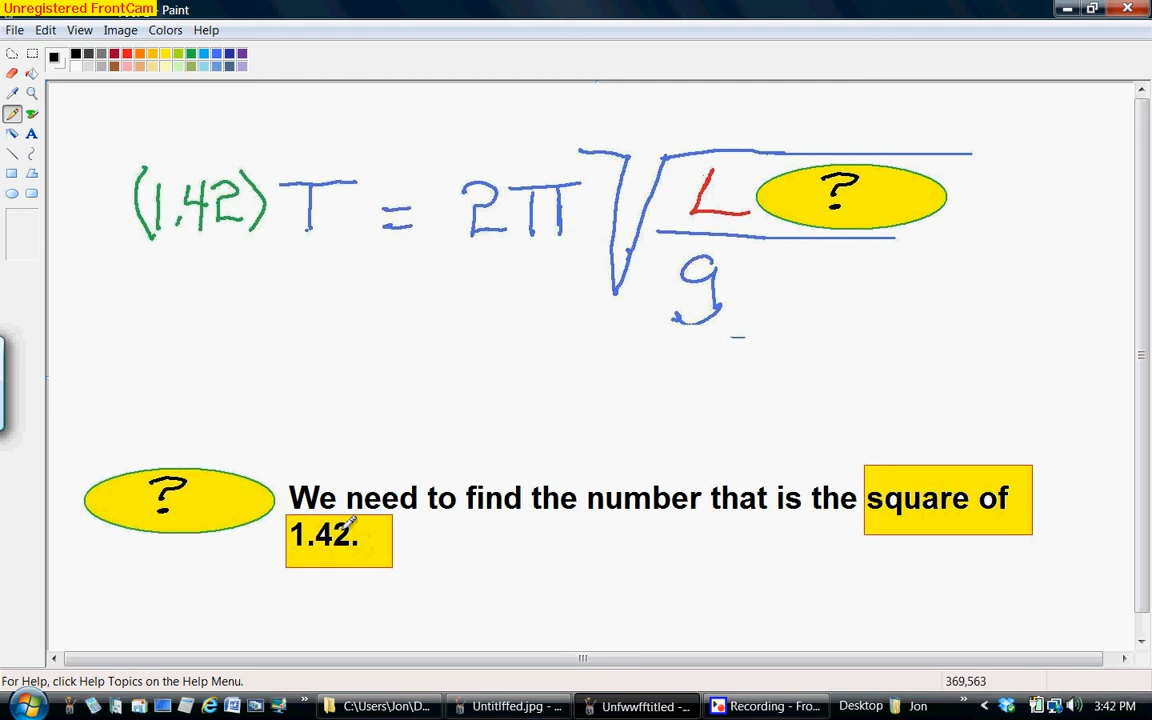 Unregistered FrontCam
- Paint
File Edit View Image Colors Help
(1.42) T = 2π √ L ?
g
? We need to find the number that is the square of
1.42.
For Help, click Help Topics on the Help Menu.
369,563
C:\Users\Jon\D...
Untitlffed.jpg - ...
Unfwwfftitled -...
Recording - Fro...
Desktop
Jon
3:42 PM